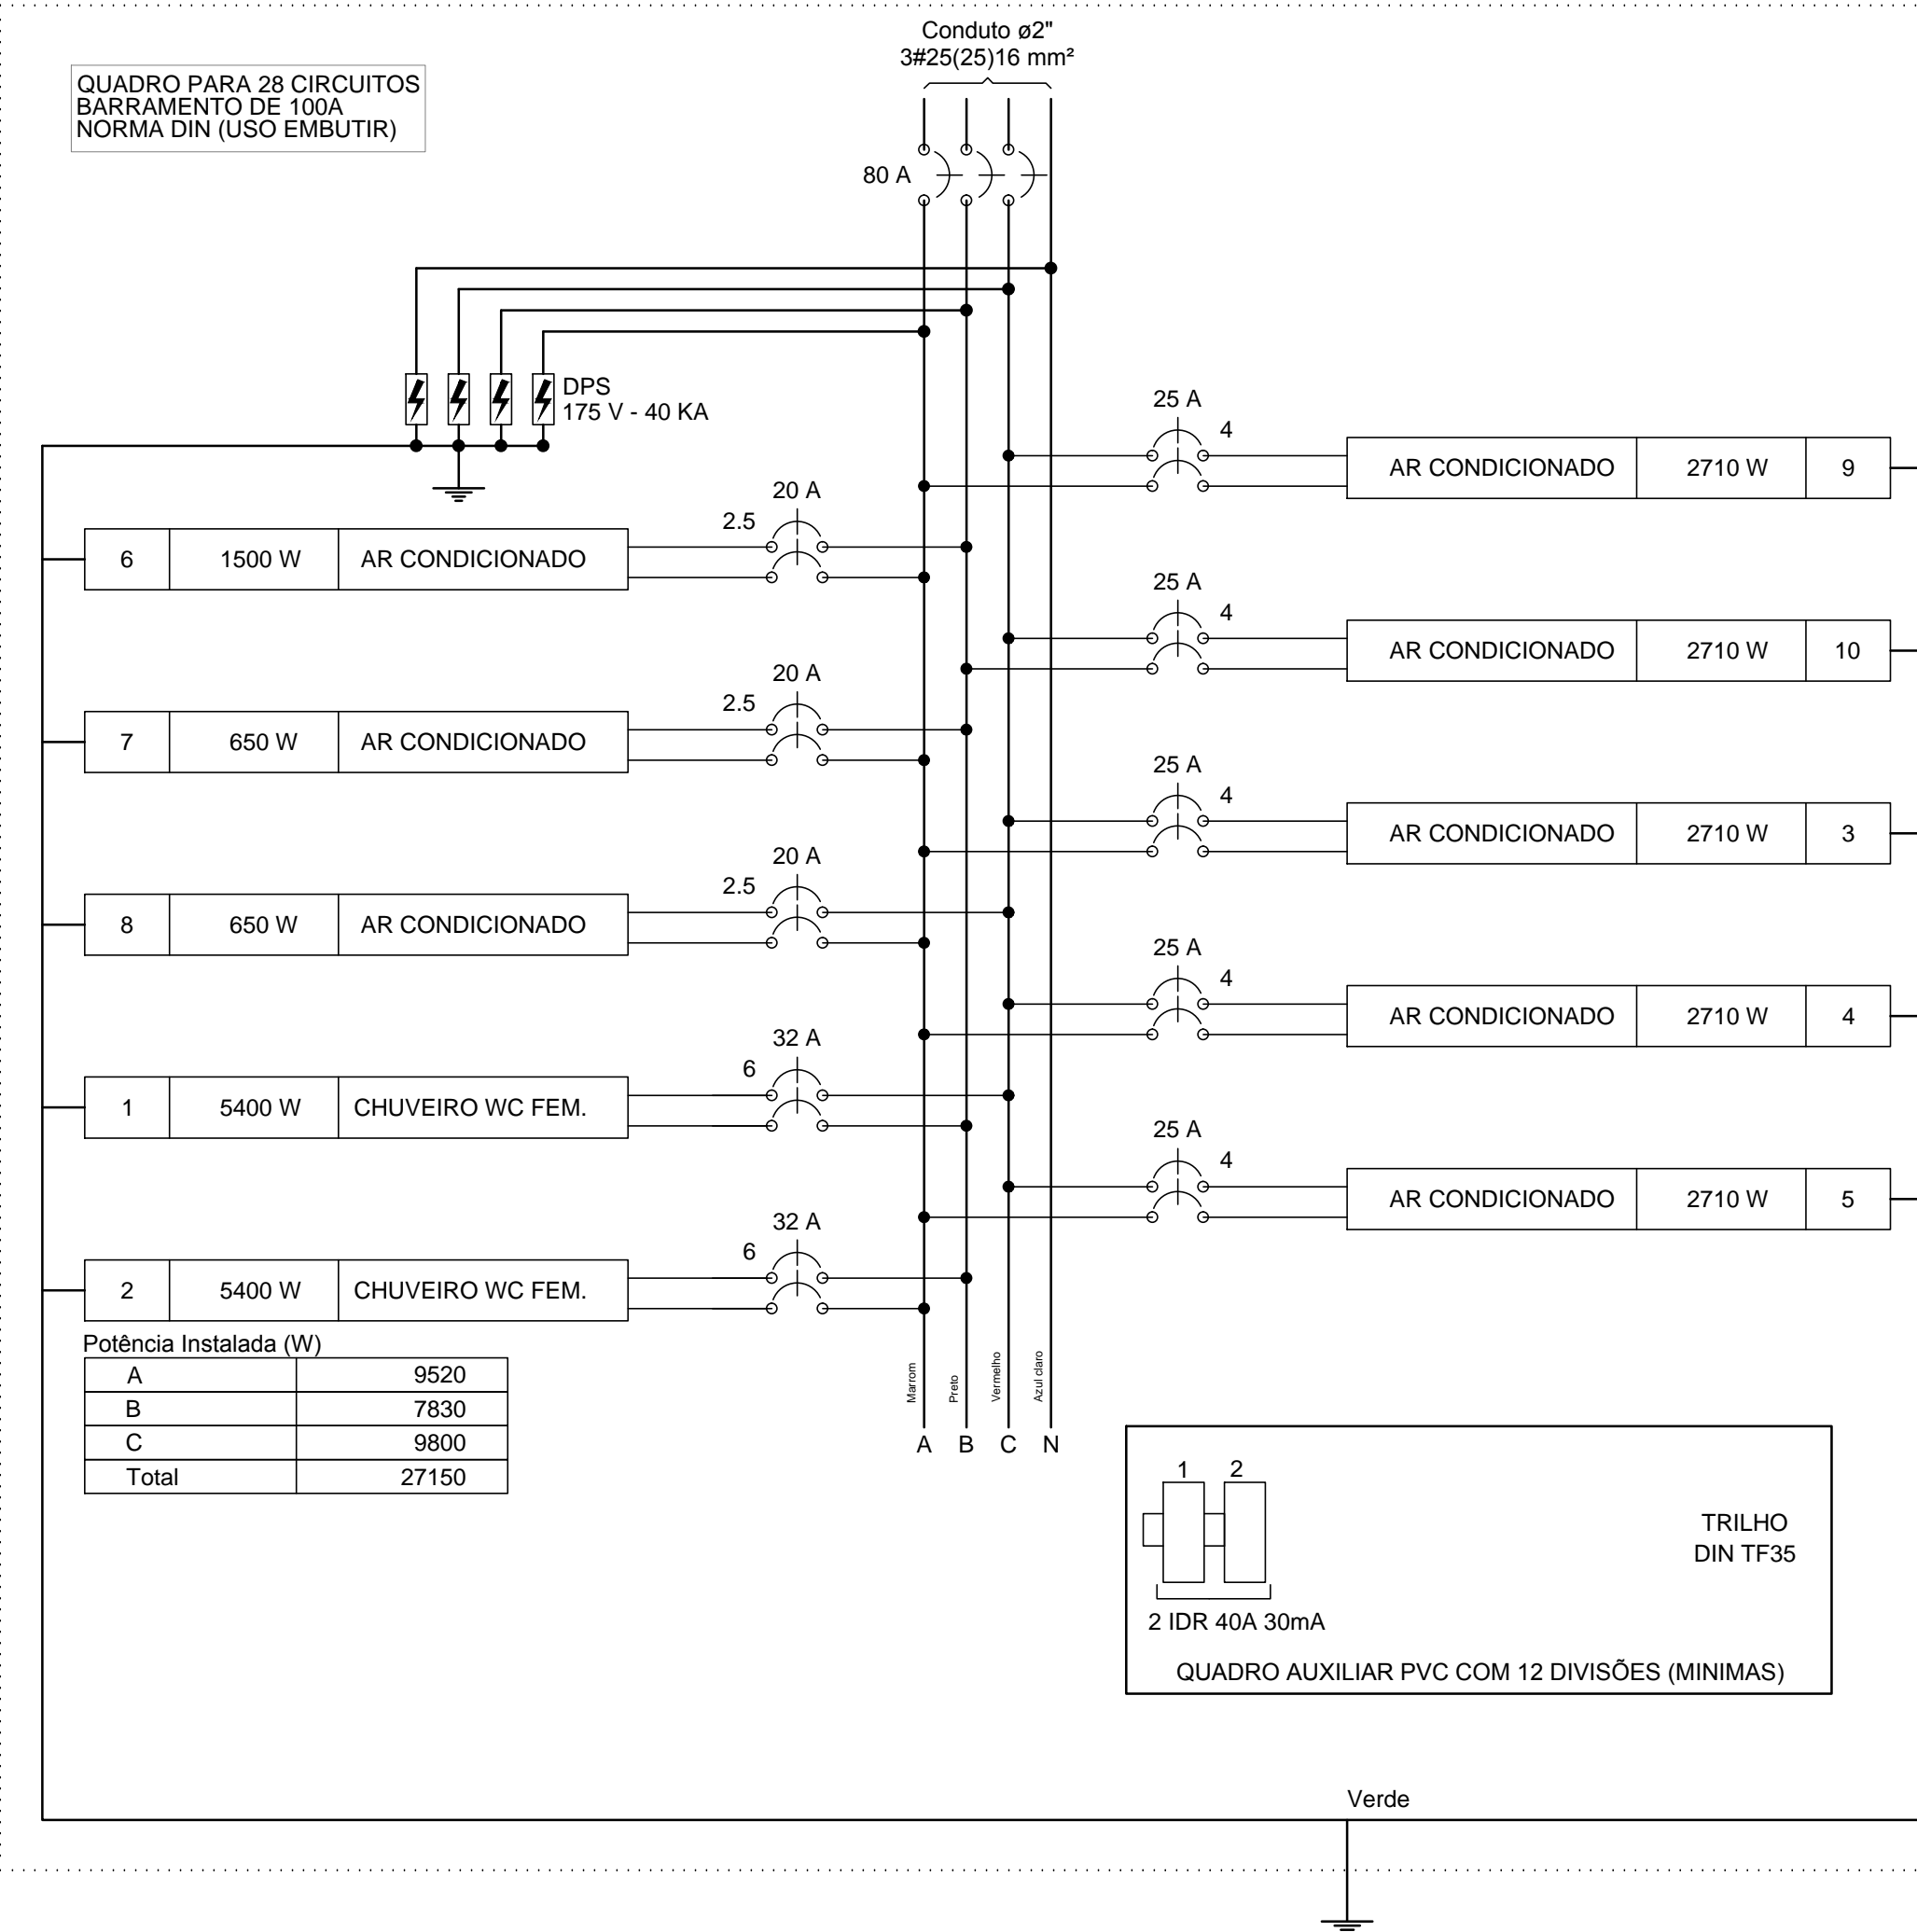 Conduto ø2"
3#25(25)16 mm²
QUADRO PARA 28 CIRCUITOS
BARRAMENTO DE 100A
NORMA DIN (USO EMBUTIR)
80 A
DPS
175 V - 40 KA
25 A
4
AR CONDICIONADO 2710 W 9
20 A
2.5
6 1500 W AR CONDICIONADO
25 A
4
AR CONDICIONADO 2710 W 10
20 A
2.5
7 650 W AR CONDICIONADO
25 A
4
AR CONDICIONADO 2710 W 3
20 A
2.5
8 650 W AR CONDICIONADO
25 A
4
AR CONDICIONADO 2710 W 4
32 A
6
1 5400 W CHUVEIRO WC FEM.
25 A
4
AR CONDICIONADO 2710 W 5
32 A
6
2 5400 W CHUVEIRO WC FEM.
Potência Instalada (W)
A 9520
B 7830
C 9800
Total 27150
Marrom
Preto
Vermelho
Azul claro
A B C N
1 2
TRILHO
DIN TF35
2 IDR 40A 30mA
QUADRO AUXILIAR PVC COM 12 DIVISÕES (MINIMAS)
Verde